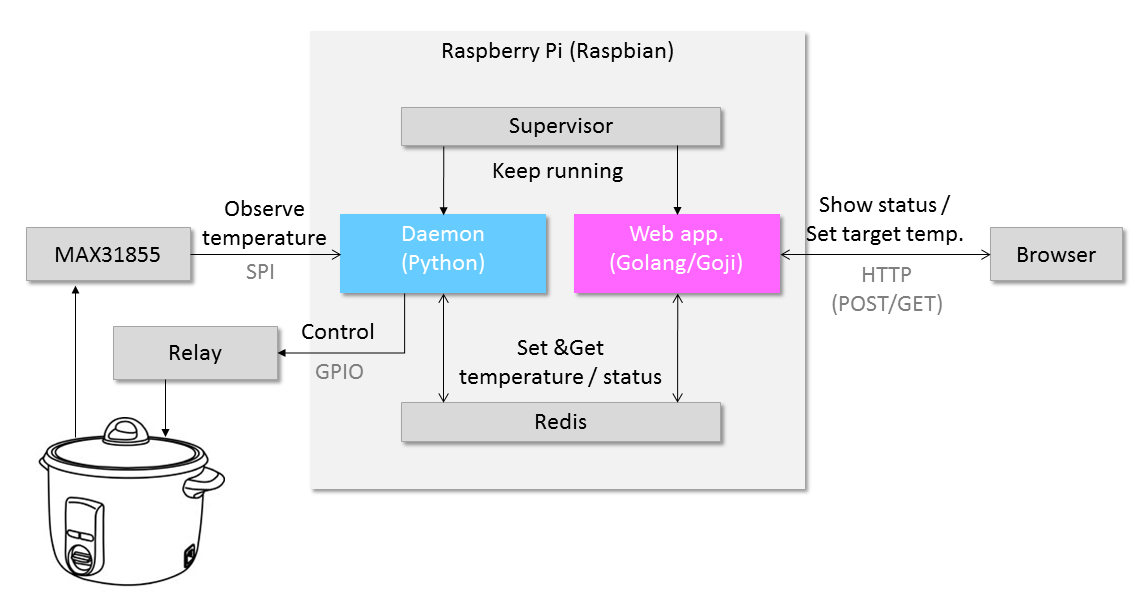 Raspberry Pi (Raspbian)
Supervisor
Keep running
Observe
temperature
SPI
MAX31855
Daemon
(Python)
Web app.
(Golang/Goji)
Show status /
Set target temp.
HTTP
(POST/GET)
Browser
Relay
Control
GPIO
Set &Get
temperature / status
Redis